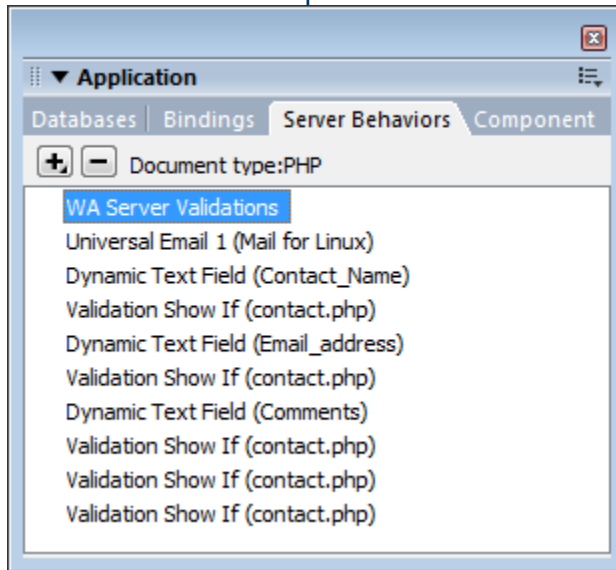 Application
Databases Bindings Server Behaviors Component
Document type:PHP
WA Server Validations
Universal Email 1 (Mail for Linux)
Dynamic Text Field (Contact_Name)
Validation Show If (contact.php)
Dynamic Text Field (Email_address)
Validation Show If (contact.php)
Dynamic Text Field (Comments)
Validation Show If (contact.php)
Validation Show If (contact.php)
Validation Show If (contact.php)